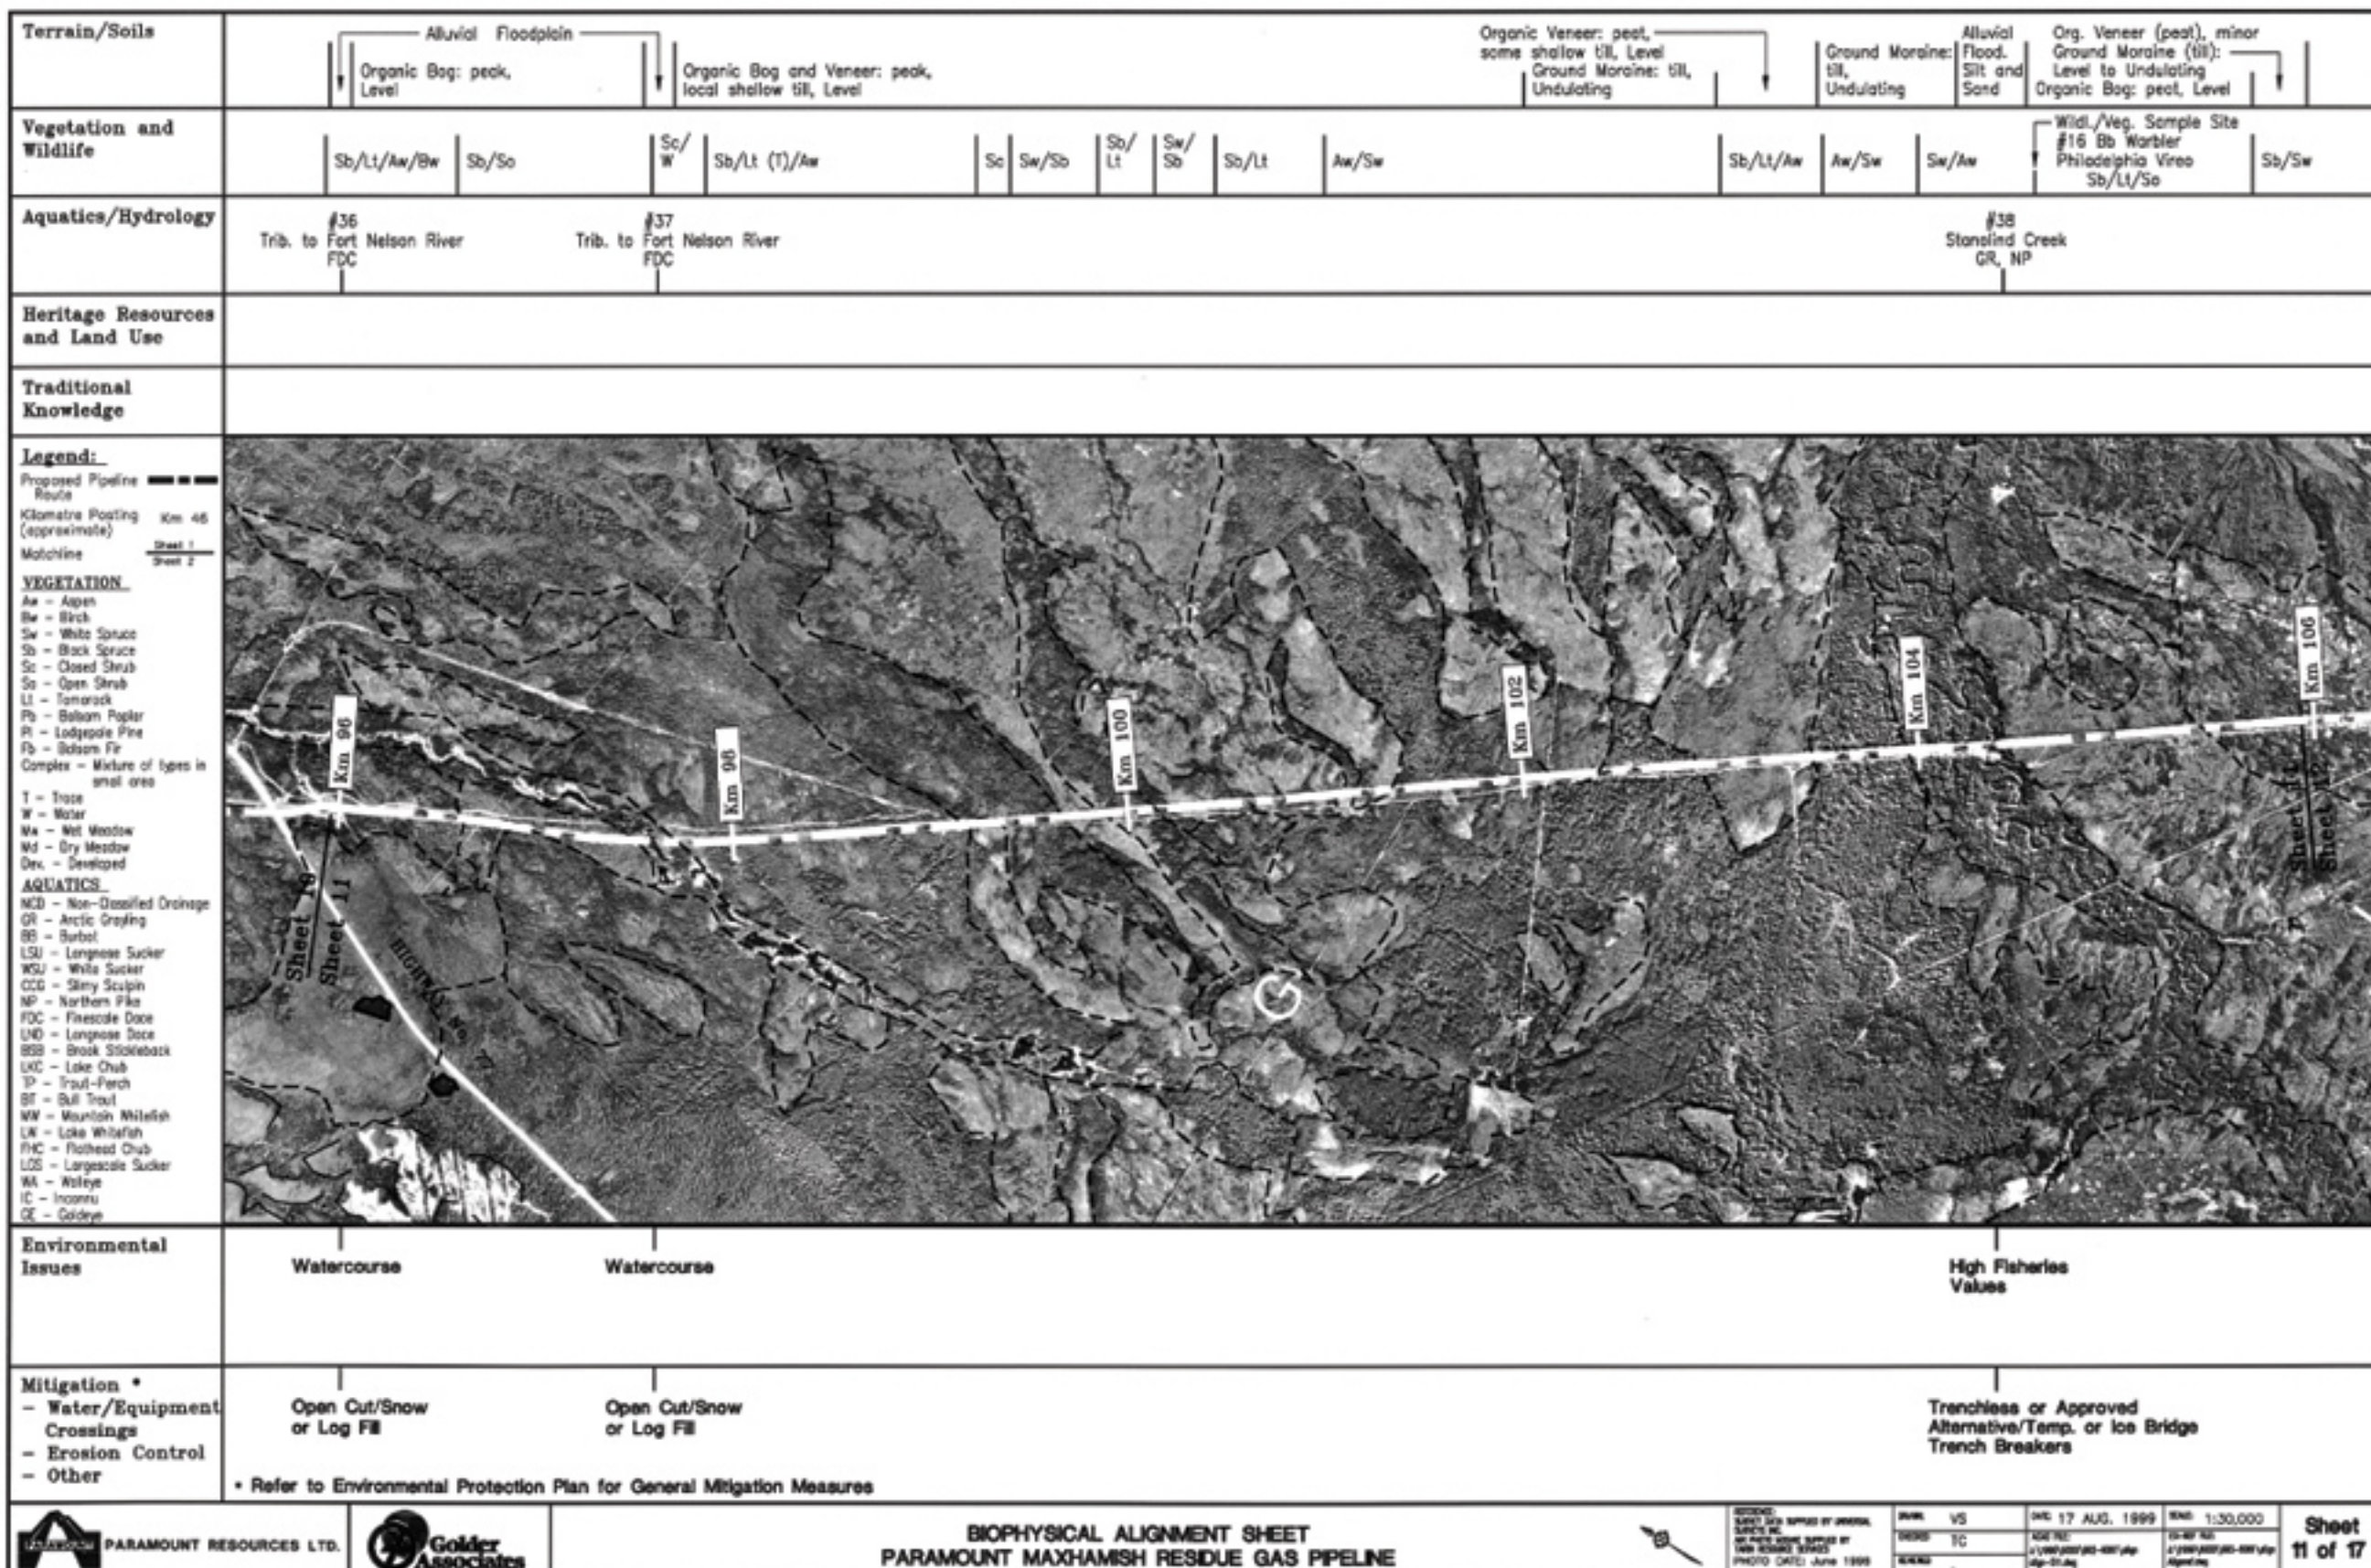 Terrain/Soils
Alluvial Floodplain
Organic Bog: peak,
Level
Organic Bog and Veneer: peak,
local shallow till, Level
Organic Veneer: peat,
some shallow till, Level
Ground Moraine: till,
Undulating
Ground Moraine:
till,
Undulating
Alluvial
Flood.
Silt and
Sand
Org. Veneer (peat), minor
Ground Moraine (till):
Level to Undulating
Organic Bog: peat, Level
Vegetation and
Wildlife
Sb/Lt/Aw/Bw
Sb/So
Sc/
W
Sb/Lt (T)/Aw
Sc
Sw/Sb
Sb/
Lt
Sw/
Sb
Sb/Lt
Aw/Sw
Sb/Lt/Aw
Aw/Sw
Sw/Aw
Wildl./Veg. Sample Site
#16 Bb Warbler
Philadelphia Vireo
Sb/Lt/So
Sb/Sw
Aquatics/Hydrology
#36
Trib. to Fort Nelson River
FDC
#37
Trib. to Fort Nelson River
FDC
#38
Stanolind Creek
GR, NP
Heritage Resources
and Land Use
Traditional
Knowledge
Legend:
Proposed Pipeline
Route
Kilometre Posting
(approximate)
Km 46
Matchline
Sheet 1
Sheet 2
VEGETATION
Aw - Aspen
Bw - Birch
Sw - White Spruce
Sb - Black Spruce
Sc - Closed Shrub
So - Open Shrub
Lt - Tamarack
Pb - Balsam Poplar
Pl - Lodgepole Pine
Fb - Balsam Fir
Complex - Mixture of types in
small area
T - Trace
W - Water
Mw - Wet Meadow
Md - Dry Meadow
Dev. - Developed
AQUATICS
NCD - Non-Classified Drainage
GR - Arctic Grayling
BB - Burbot
LSU - Longnose Sucker
WSU - White Sucker
CCG - Slimy Sculpin
NP - Northern Pike
FDC - Finescale Dace
LND - Longnose Dace
BSB - Brook Stickleback
LKC - Lake Chub
TP - Trout-Perch
BT - Bull Trout
MW - Mountain Whitefish
LW - Lake Whitefish
FHC - Flathead Chub
LGS - Largescale Sucker
WA - Walleye
IC - Inconnu
GE - Goldeye
Km 96
Km 98
Km 100
Km 102
Km 104
Km 106
Sheet 10
Sheet 11
HIGHWAY NO.
G
Sheet 11
Sheet 12
Environmental
Issues
Watercourse
Watercourse
High Fisheries
Values
Mitigation *
- Water/Equipment
Crossings
- Erosion Control
- Other
Open Cut/Snow
or Log Fill
Open Cut/Snow
or Log Fill
Trenchless or Approved
Alternative/Temp. or Ice Bridge
Trench Breakers
* Refer to Environmental Protection Plan for General Mitigation Measures
PARAMOUNT
PARAMOUNT RESOURCES LTD.
Golder
Associates
BIOPHYSICAL ALIGNMENT SHEET
PARAMOUNT MAXHAMISH RESIDUE GAS PIPELINE
PHOTO DATE: June 1998
DRAWN VS
CHECKED TC
REVIEWED
DATE 17 AUG. 1999
SCALE 1:30,000
Sheet
11 of 17